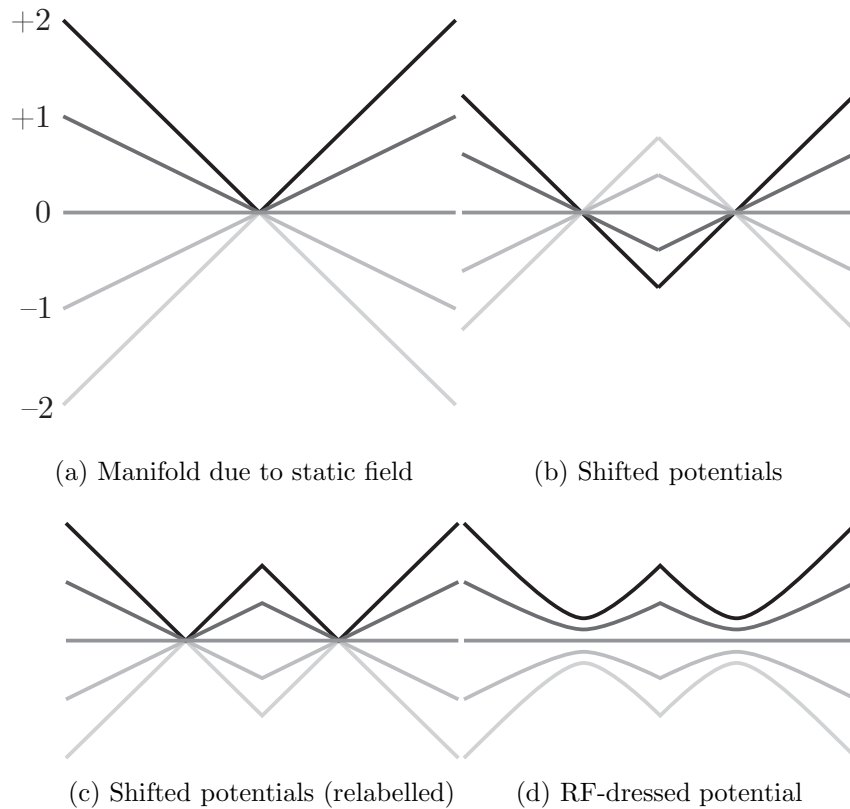 +2
+1
0
–1
–2
(a) Manifold due to static field
(b) Shifted potentials
(c) Shifted potentials (relabelled)
(d) RF-dressed potential